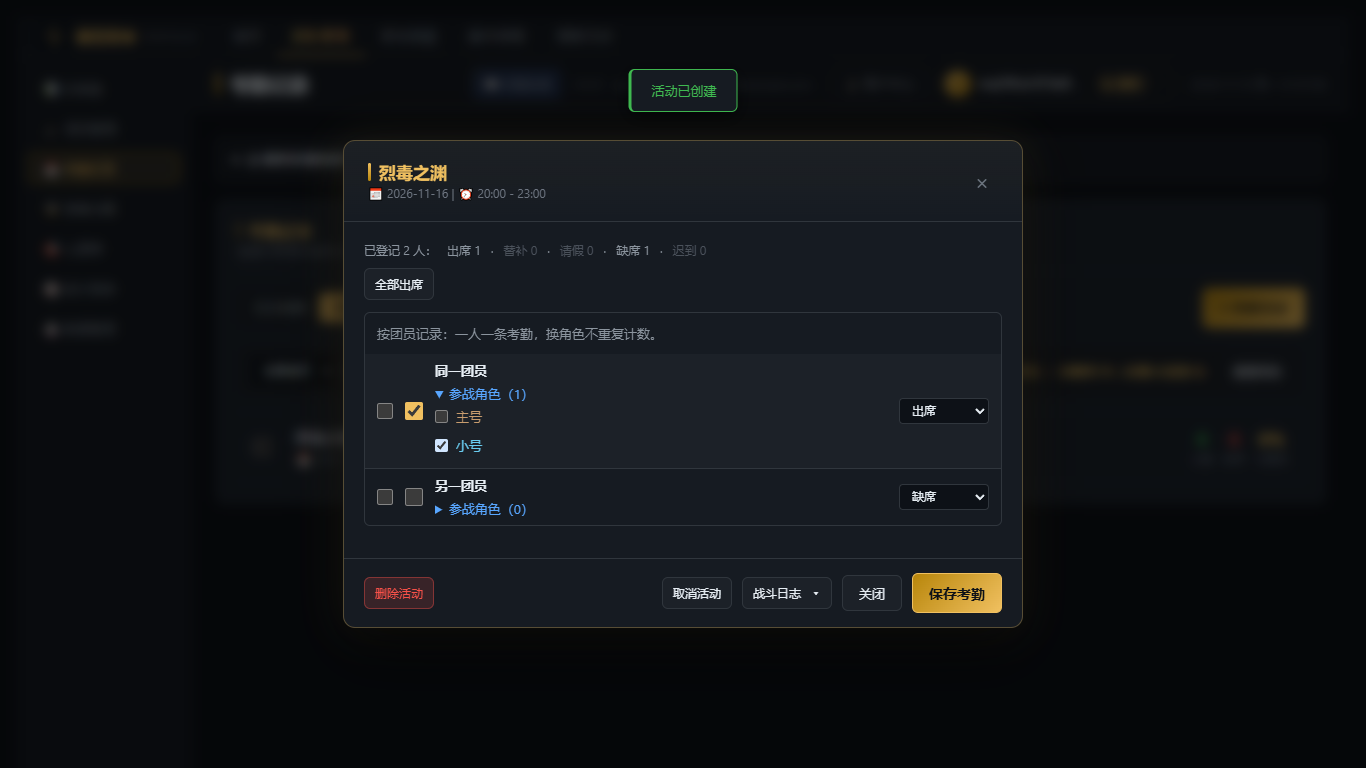 活动已创建
烈毒之渊
2026-11-16 | 20:00 - 23:00
已登记 2 人： 出席 1 · 替补 0 · 请假 0 · 缺席 1 · 迟到 0
全部出席
按团员记录：一人一条考勤，换角色不重复计数。
同一团员
▼ 参战角色（1）
主号
小号
出席
另一团员
▶ 参战角色（0）
缺席
删除活动 取消活动 战斗日志 关闭 保存考勤